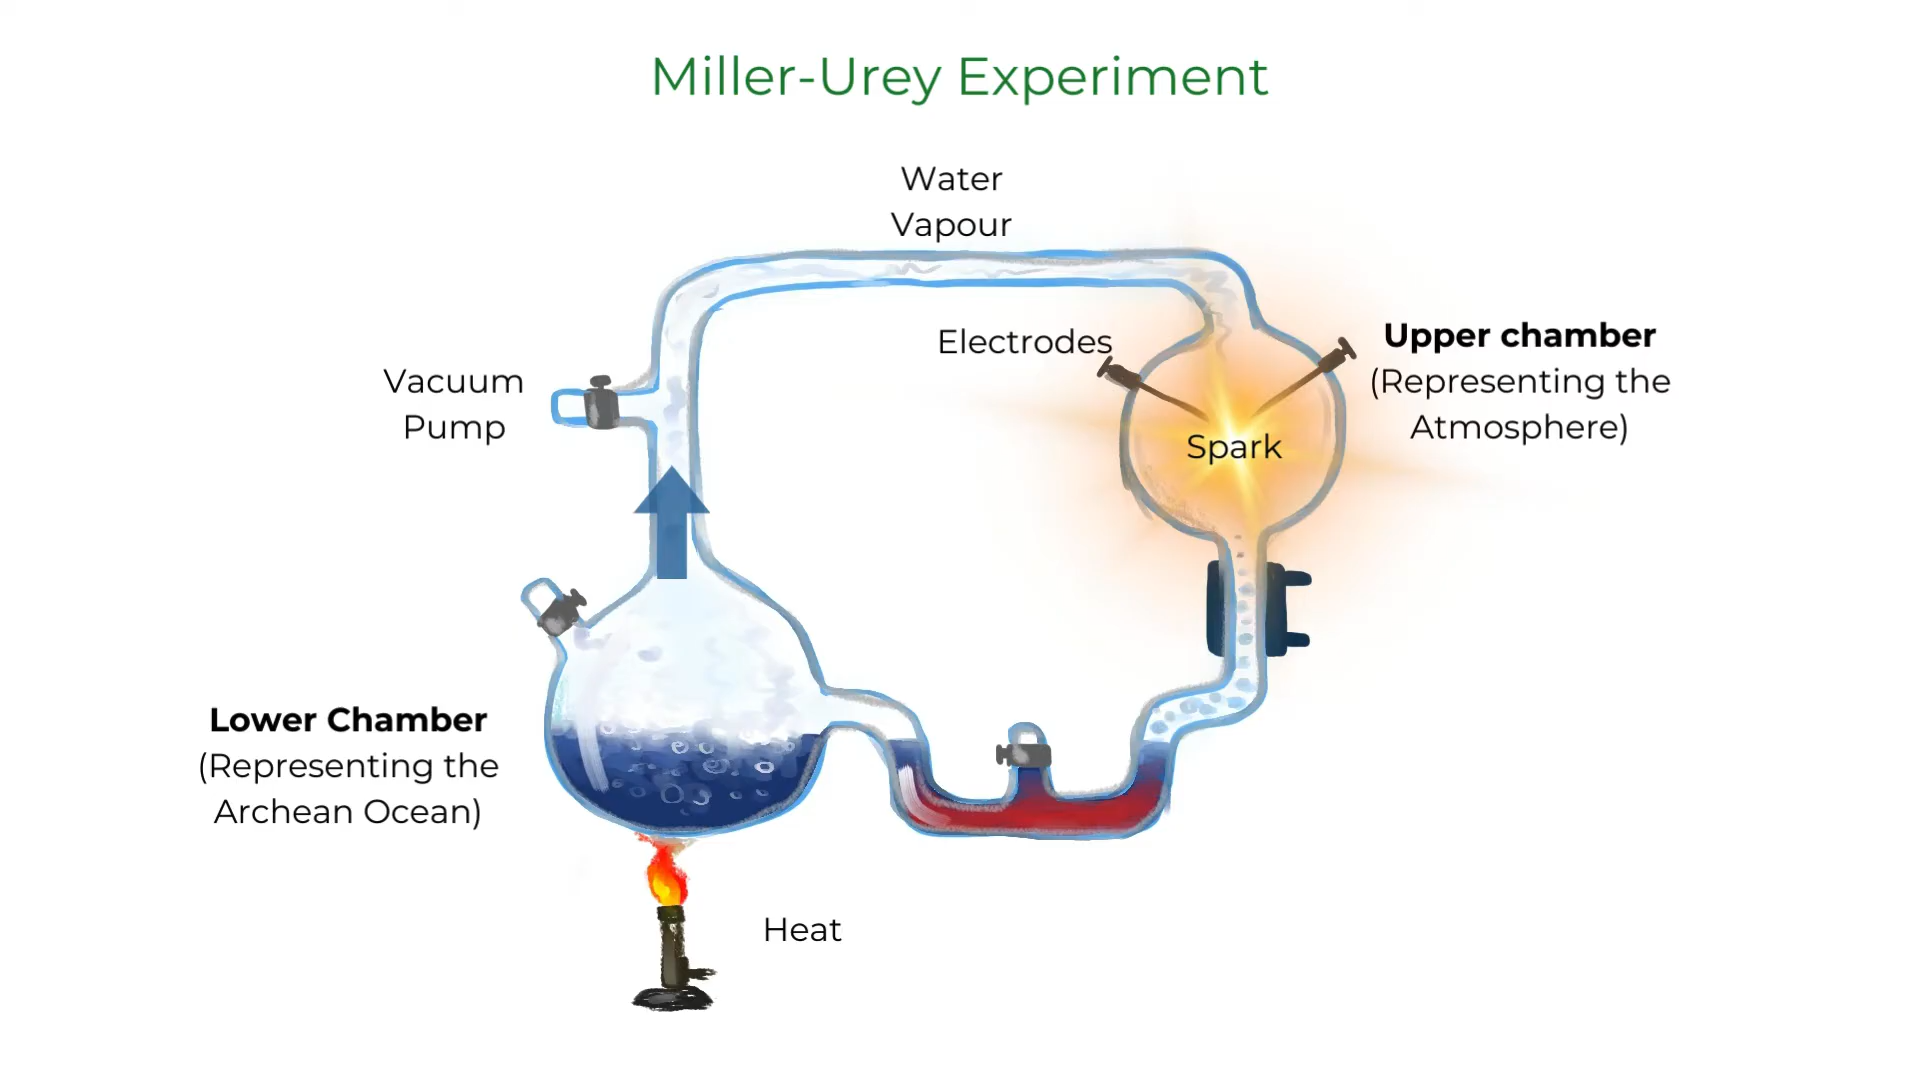 Miller-Urey Experiment
Water
Vapour
Electrodes
Upper chamber
(Representing the
Atmosphere)
Vacuum
Pump
Spark
Lower Chamber
(Representing the
Archean Ocean)
Heat